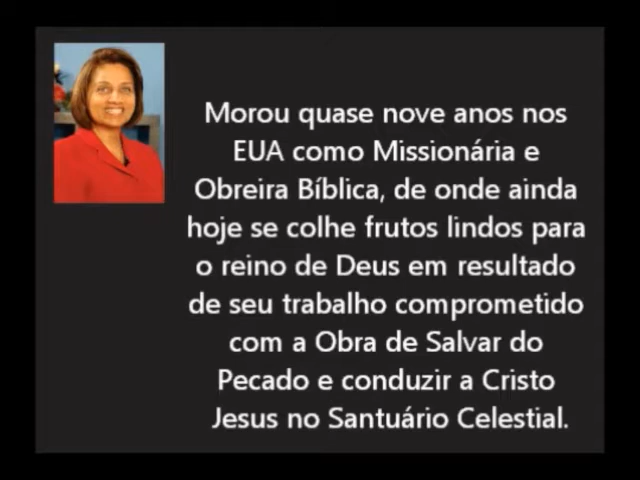 Morou quase nove anos nos
EUA como Missionária e
Obreira Bíblica, de onde ainda
hoje se colhe frutos lindos para
o reino de Deus em resultado
de seu trabalho comprometido
com a Obra de Salvar do
Pecado e conduzir a Cristo
Jesus no Santuário Celestial.